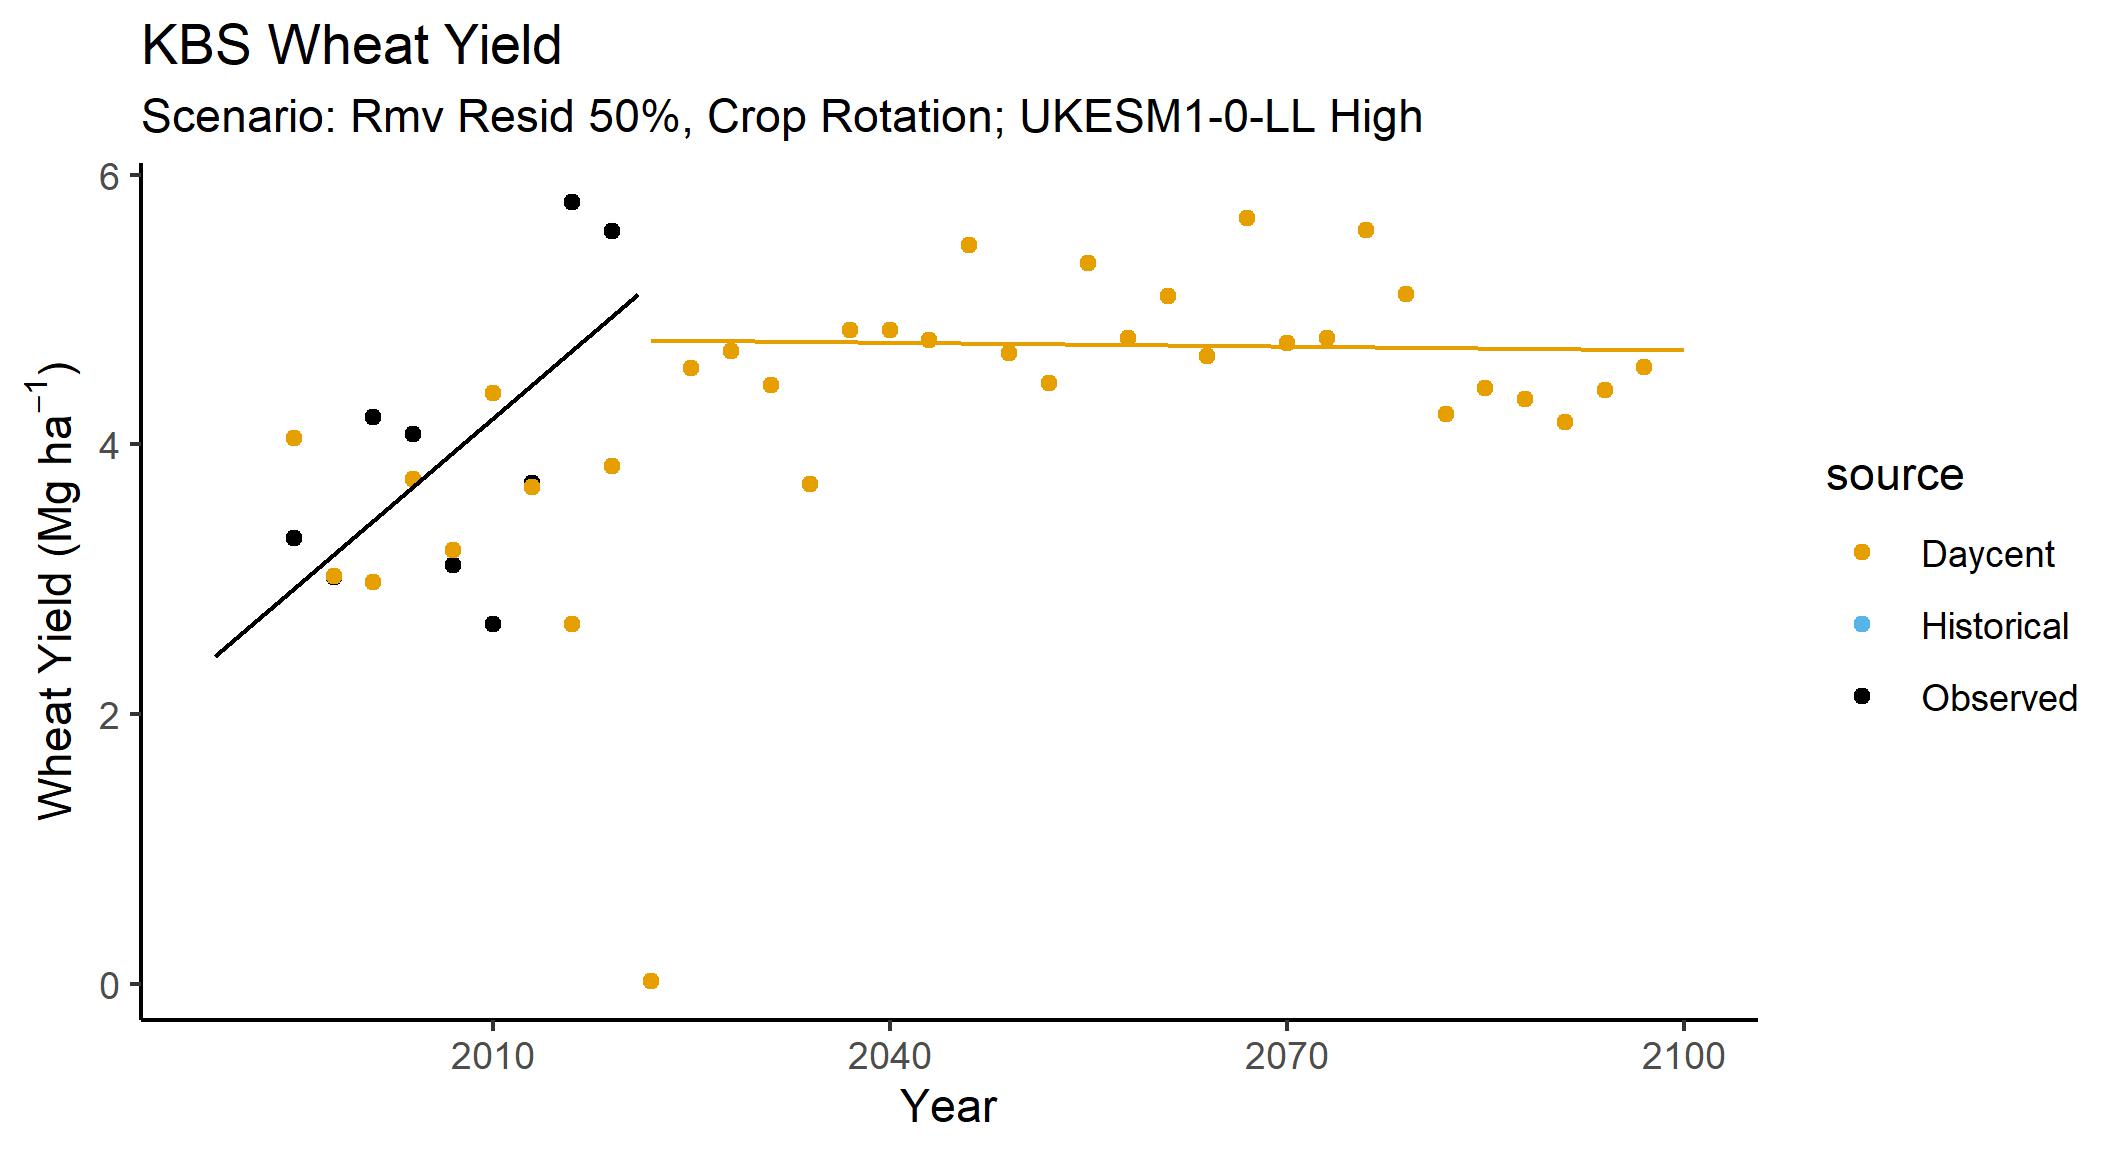 KBS Wheat Yield
Scenario: Rmv Resid 50%, Crop Rotation; UKESM1-0-LL High
Wheat Yield (Mg ha⁻¹)
6
4
2
0
2010 2040 2070 2100
Year
source
Daycent
Historical
Observed